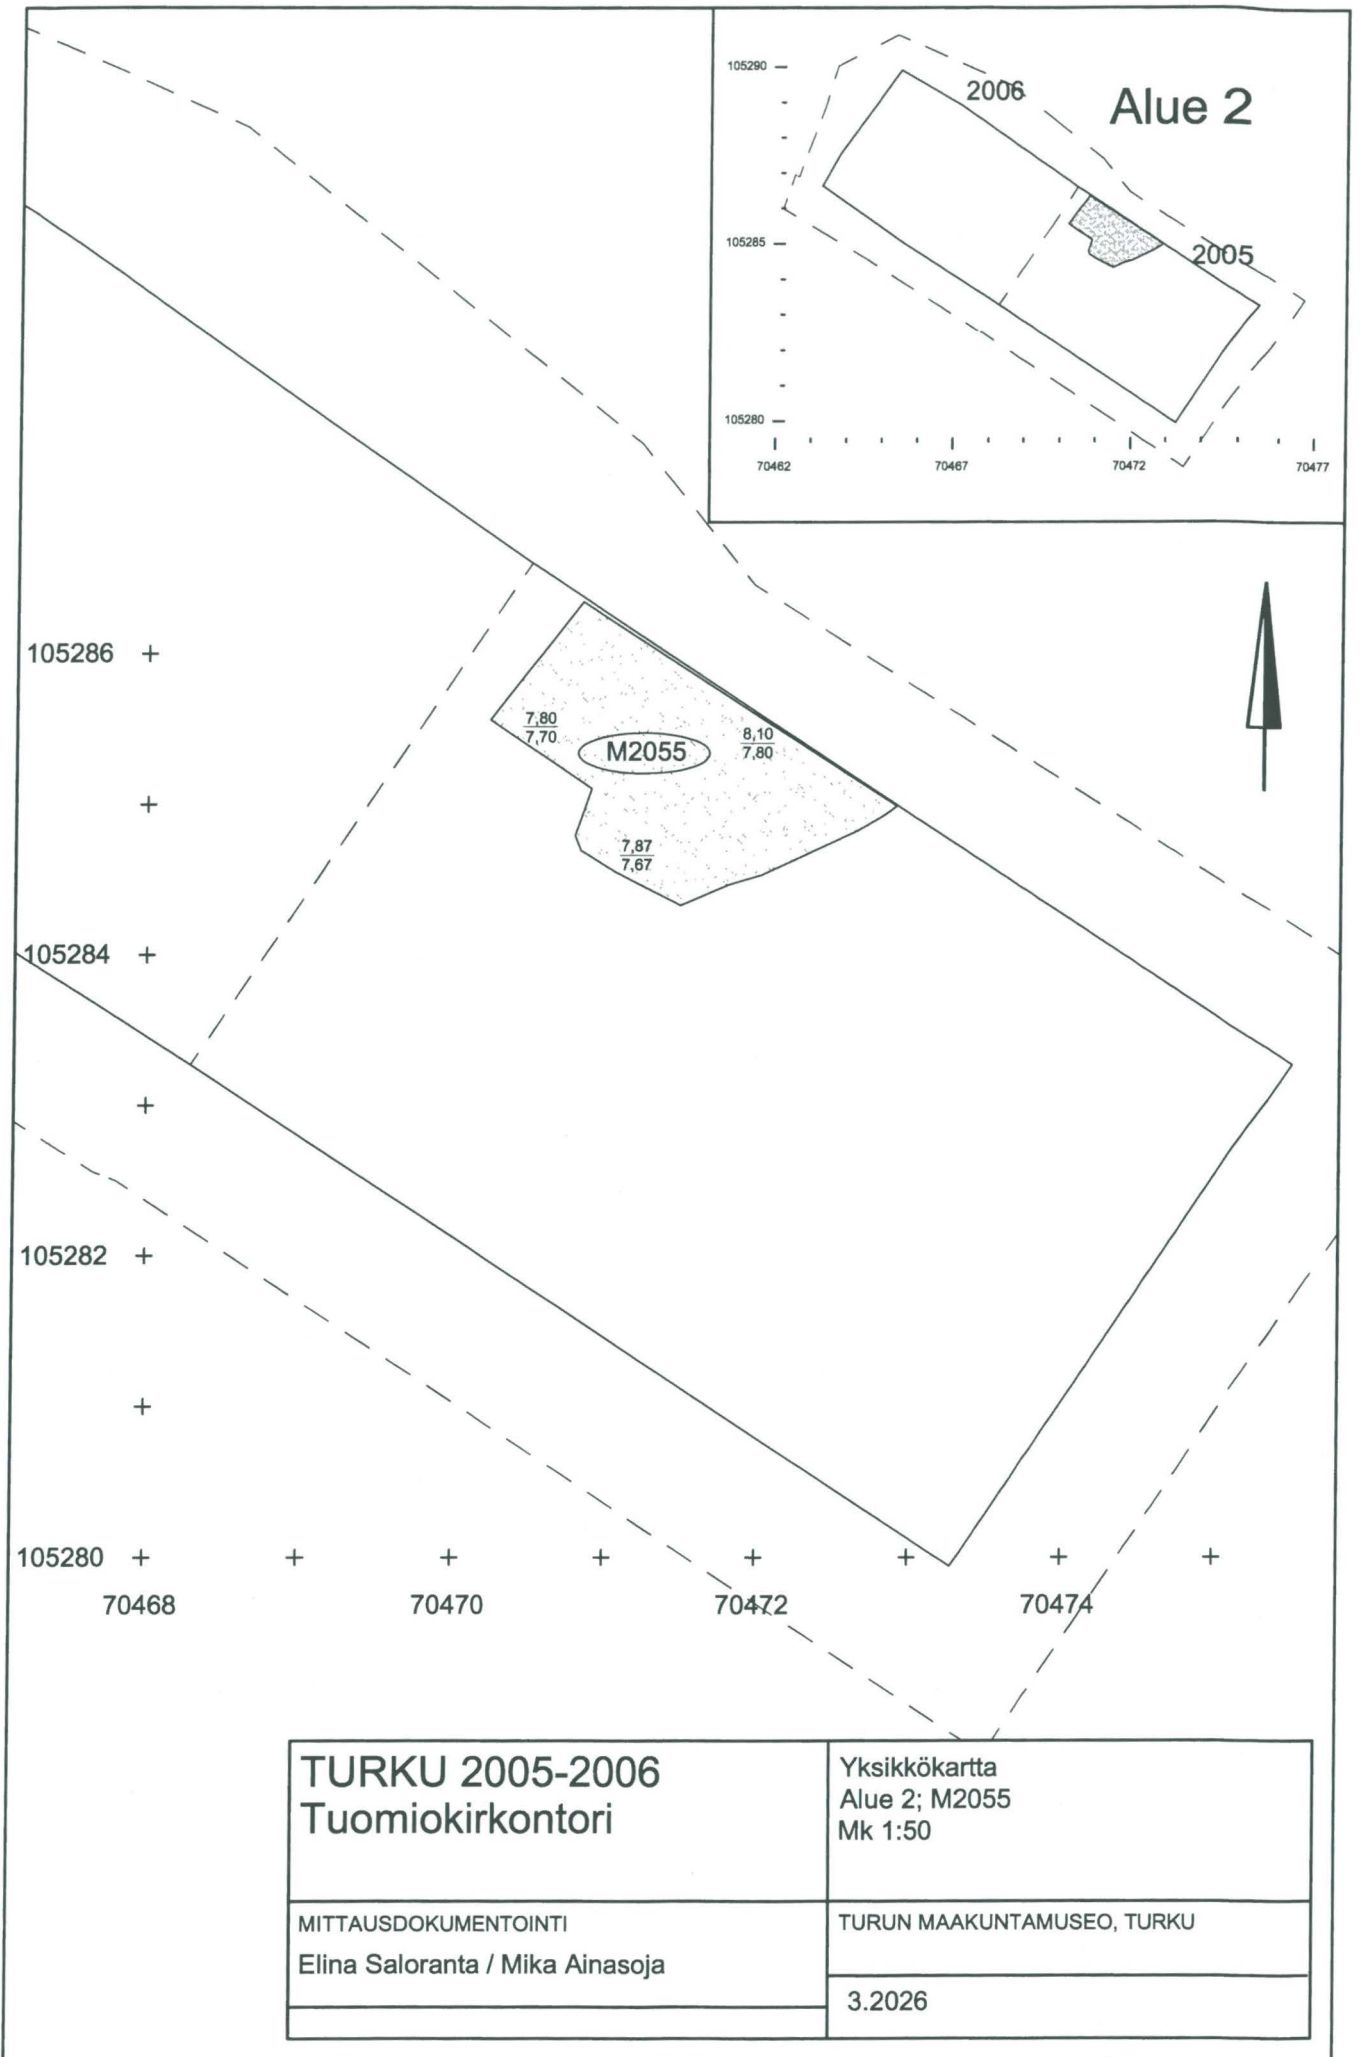 105290
2006
Alue 2
105285
2005
105280
70462
70467
70472
70477
105286
7,80
7,70
M2055
8,10
7,80
7,87
7,67
105284
105282
105280
70468
70470
70472
70474
TURKU 2005-2006
Tuomiokirkontori
Yksikkökartta
Alue 2; M2055
Mk 1:50
MITTAUSDOKUMENTOINTI
Elina Saloranta / Mika Ainasoja
TURUN MAAKUNTAMUSEO, TURKU
3.2026